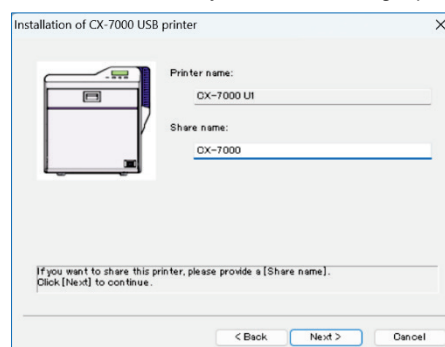 Installation of CX-7000 USB printer
Printer name:
CX-7000 U1
Share name:
CX-7000
If you want to share this printer, please provide a [Share name].
Click [Next] to continue.
< Back
Next >
Cancel